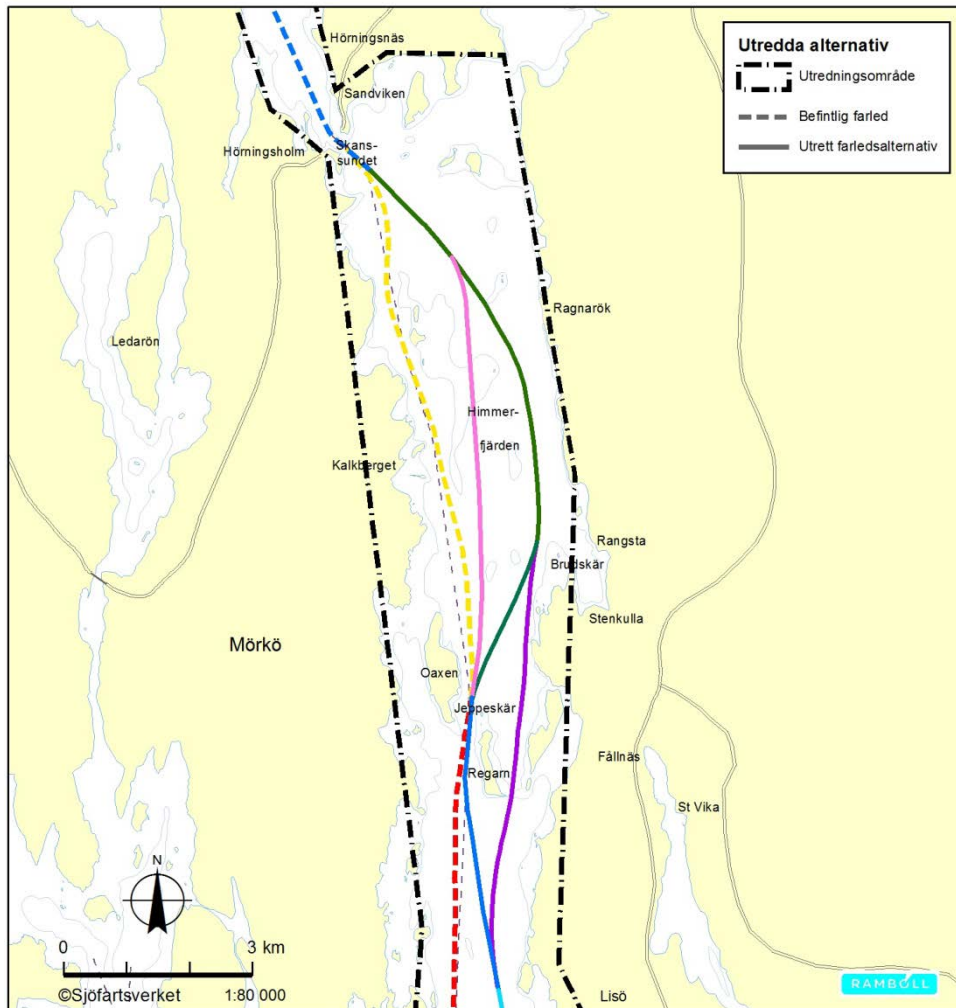 Utredda alternativ
Utredningsområde
Befintlig farled
Utrett farledsalternativ
Hörningsnäs
Sandviken
Hörningsholm
Skans-
sundet
Ragnarök
Ledarön
Himmer-
fjärden
Kalkberget
Rangsta
Brudskär
Stenkulla
Mörkö
Oaxen
Jeppeskär
Regarn
Fållnäs
St Vika
N
0 3 km
©Sjöfartsverket 1:80 000
RAMBÖLL
Lisö